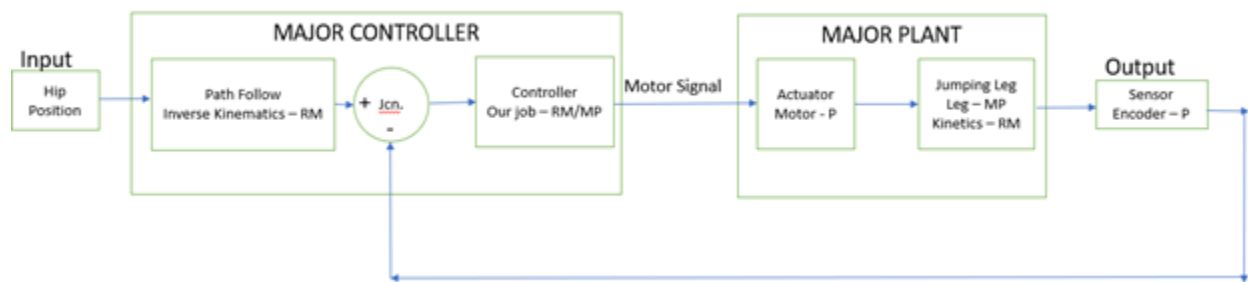 MAJOR CONTROLLER
MAJOR PLANT
Input
Hip
Position
Path Follow
Inverse Kinematics – RM
+ Jcn.
-
Controller
Our job – RM/MP
Motor Signal
Actuator
Motor - P
Jumping Leg
Leg – MP
Kinetics – RM
Output
Sensor
Encoder – P